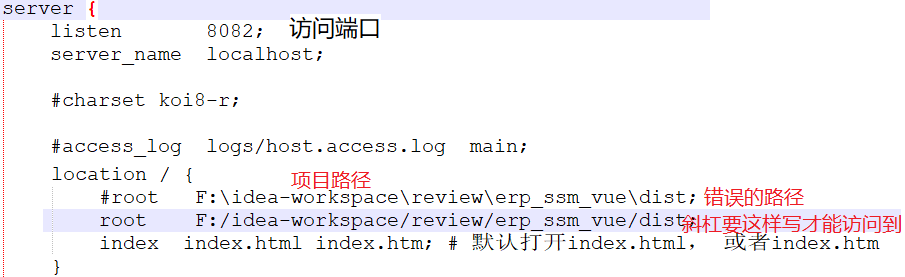 server {
listen 8082; 访问端口
server_name localhost;
#charset koi8-r;
#access_log logs/host.access.log main;
location / {
项目路径
#root F:\idea-workspace\review\erp_ssm_vue\dist; 错误的路径
root F:/idea-workspace/review/erp_ssm_vue/dist; 斜杠要这样写才能访问到
index index.html index.htm; # 默认打开index.html, 或者index.htm
}